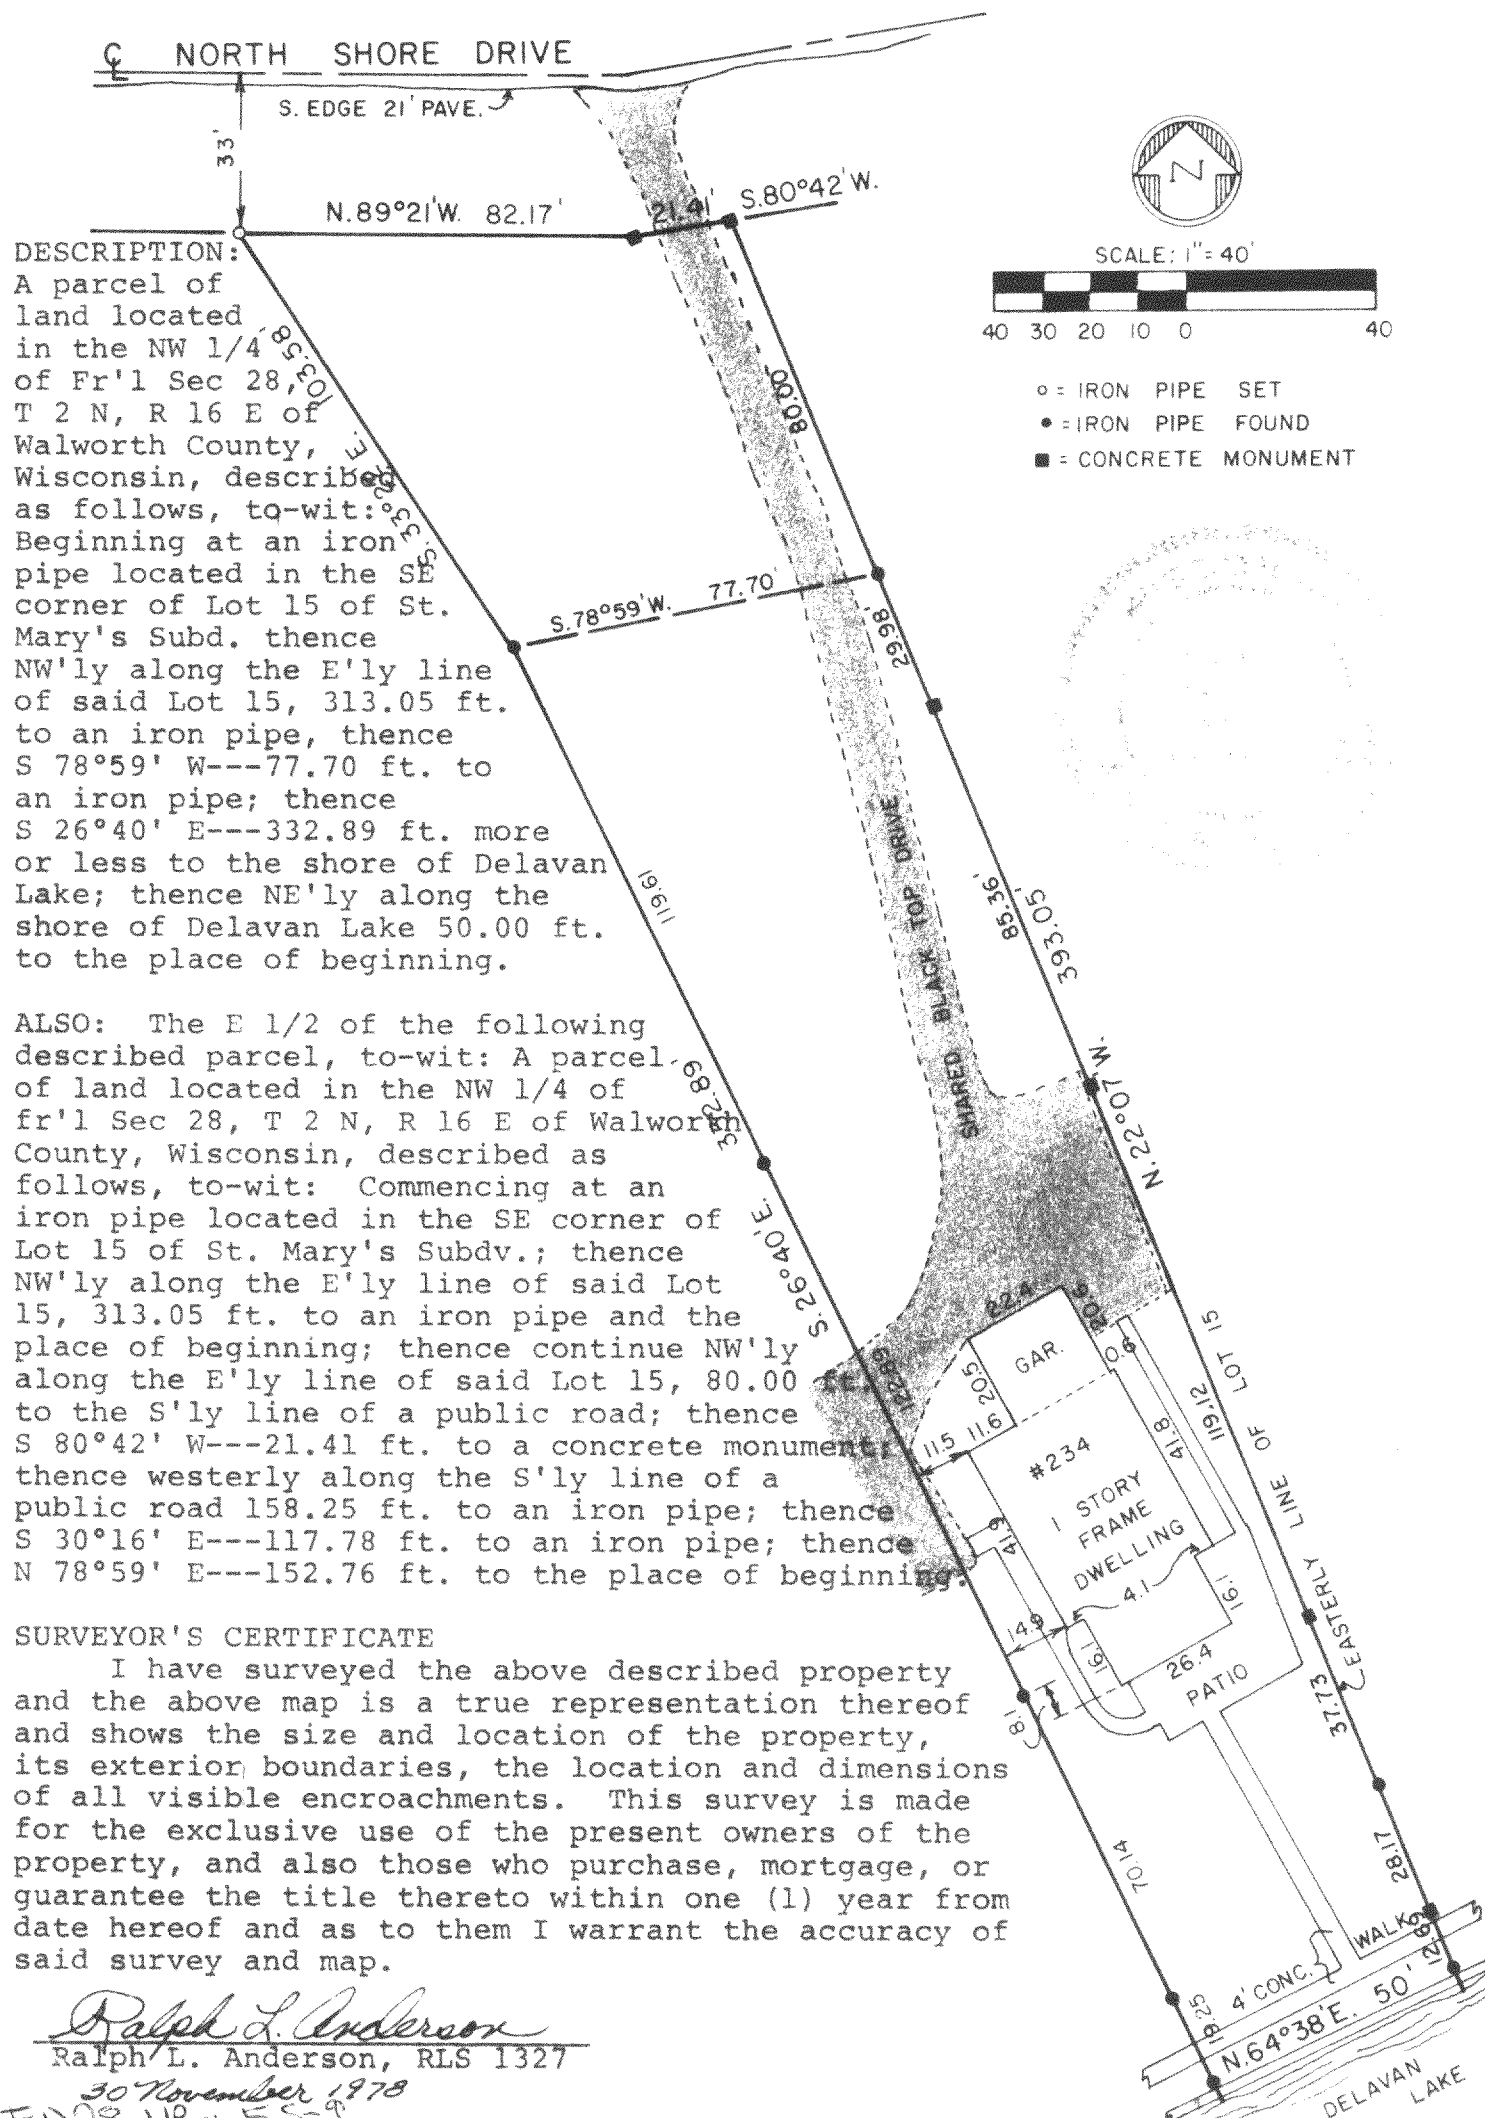 ℄ NORTH SHORE DRIVE
S. EDGE 21' PAVE.
33'
N.89°21'W. 82.17'
21.41'
S.80°42'W.
N
SCALE: 1"=40'
40 30 20 10 0 40
o = IRON PIPE SET
● = IRON PIPE FOUND
■ = CONCRETE MONUMENT
DESCRIPTION:
A parcel of
land located
in the NW 1/4
of Fr'l Sec 28,
T 2 N, R 16 E of
Walworth County,
Wisconsin, described
as follows, to-wit:
Beginning at an iron
pipe located in the SE
corner of Lot 15 of St.
Mary's Subd. thence
NW'ly along the E'ly line
of said Lot 15, 313.05 ft.
to an iron pipe, thence
S 78°59' W---77.70 ft. to
an iron pipe; thence
S 26°40' E---332.89 ft. more
or less to the shore of Delavan
Lake; thence NE'ly along the
shore of Delavan Lake 50.00 ft.
to the place of beginning.
ALSO: The E 1/2 of the following
described parcel, to-wit: A parcel
of land located in the NW 1/4 of
fr'l Sec 28, T 2 N, R 16 E of Walworth
County, Wisconsin, described as
follows, to-wit: Commencing at an
iron pipe located in the SE corner of
Lot 15 of St. Mary's Subdv.; thence
NW'ly along the E'ly line of said Lot
15, 313.05 ft. to an iron pipe and the
place of beginning; thence continue NW'ly
along the E'ly line of said Lot 15, 80.00 ft.
to the S'ly line of a public road; thence
S 80°42' W---21.41 ft. to a concrete monument;
thence westerly along the S'ly line of a
public road 158.25 ft. to an iron pipe; thence
S 30°16' E---117.78 ft. to an iron pipe; thence
N 78°59' E---152.76 ft. to the place of beginning.
SURVEYOR'S CERTIFICATE
I have surveyed the above described property
and the above map is a true representation thereof
and shows the size and location of the property,
its exterior boundaries, the location and dimensions
of all visible encroachments. This survey is made
for the exclusive use of the present owners of the
property, and also those who purchase, mortgage, or
guarantee the title thereto within one (1) year from
date hereof and as to them I warrant the accuracy of
said survey and map.
Ralph L. Anderson
Ralph L. Anderson, RLS 1327
30 November 1978
103.58'
E.
80.00
S.78°59'W. 77.70'
29.98'
119.61
SHARED BLACK TOP DRIVE
85.36'
393.05'
N.22°07'W.
332.89'
S.26°40'E.
122.89
22.4
20.6
GAR.
20.5
0.6
11.5 11.6
#234
1 STORY
FRAME
DWELLING
41.8
119.12
41.9
4.1
16.1
14.9
16.1
26.4
PATIO
8.1
EASTERLY LINE OF LOT 15
37.73
70.14
28.17
WALK
12.69
4' CONC.
19.25
N.64°38'E. 50'
DELAVAN
LAKE